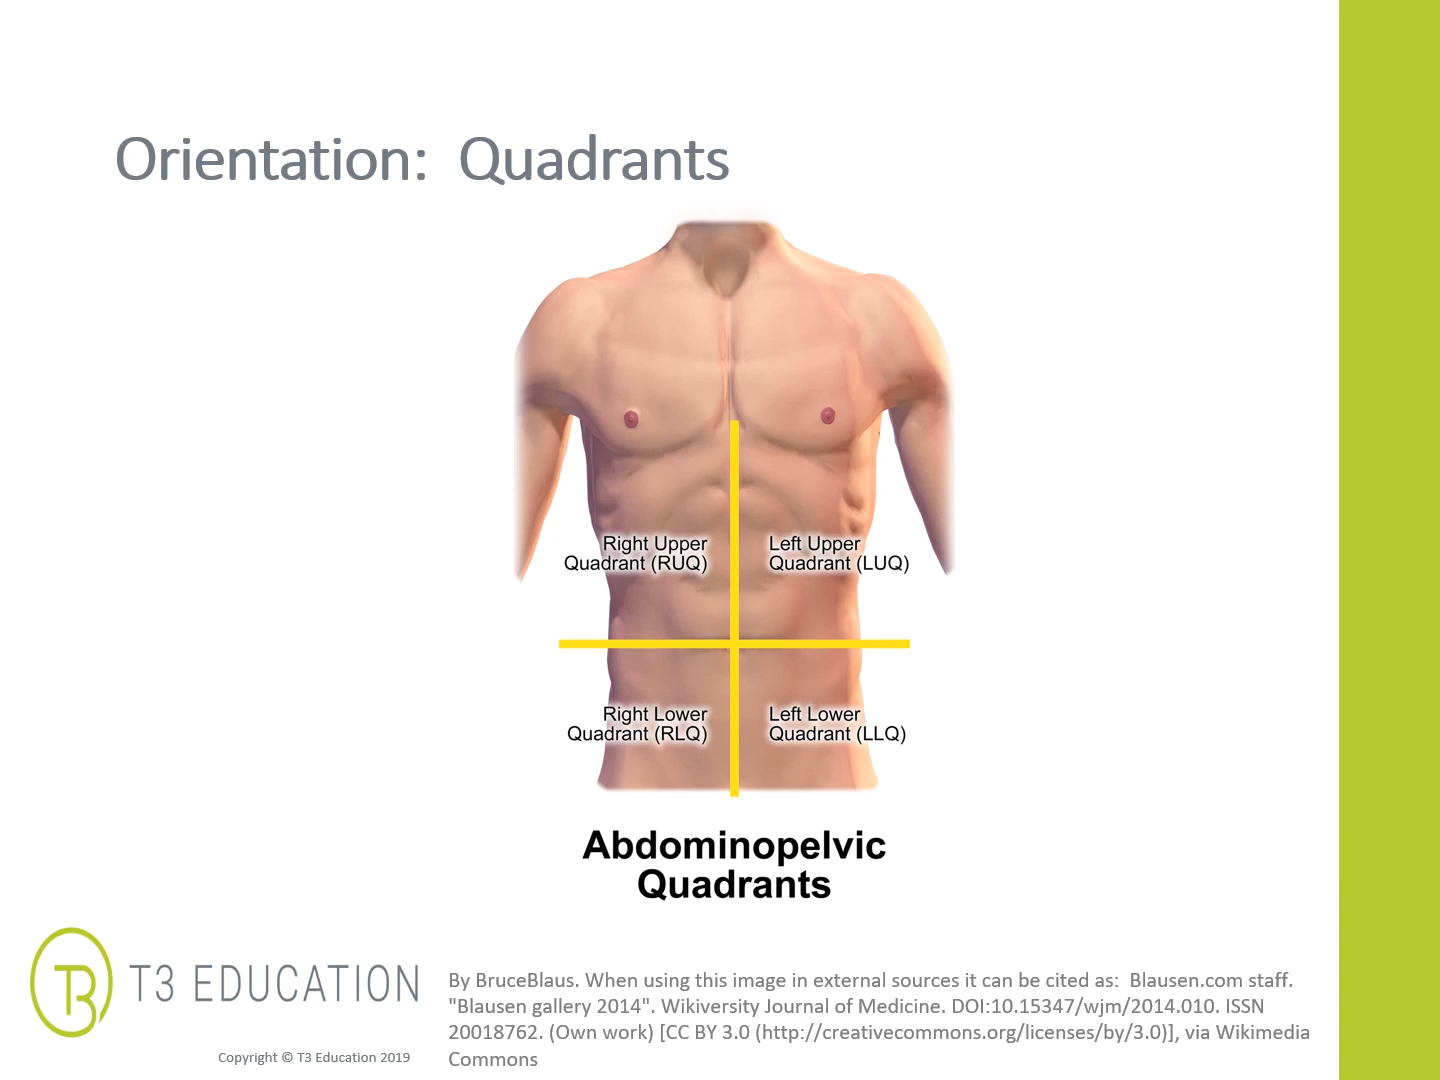 Orientation:  Quadrants
Right Upper
Quadrant (RUQ)
Left Upper
Quadrant (LUQ)
Right Lower
Quadrant (RLQ)
Left Lower
Quadrant (LLQ)
Abdominopelvic
Quadrants
T3 EDUCATION
Copyright © T3 Education 2019
By BruceBlaus. When using this image in external sources it can be cited as:  Blausen.com staff.
"Blausen gallery 2014". Wikiversity Journal of Medicine. DOI:10.15347/wjm/2014.010. ISSN
20018762. (Own work) [CC BY 3.0 (http://creativecommons.org/licenses/by/3.0)], via Wikimedia
Commons